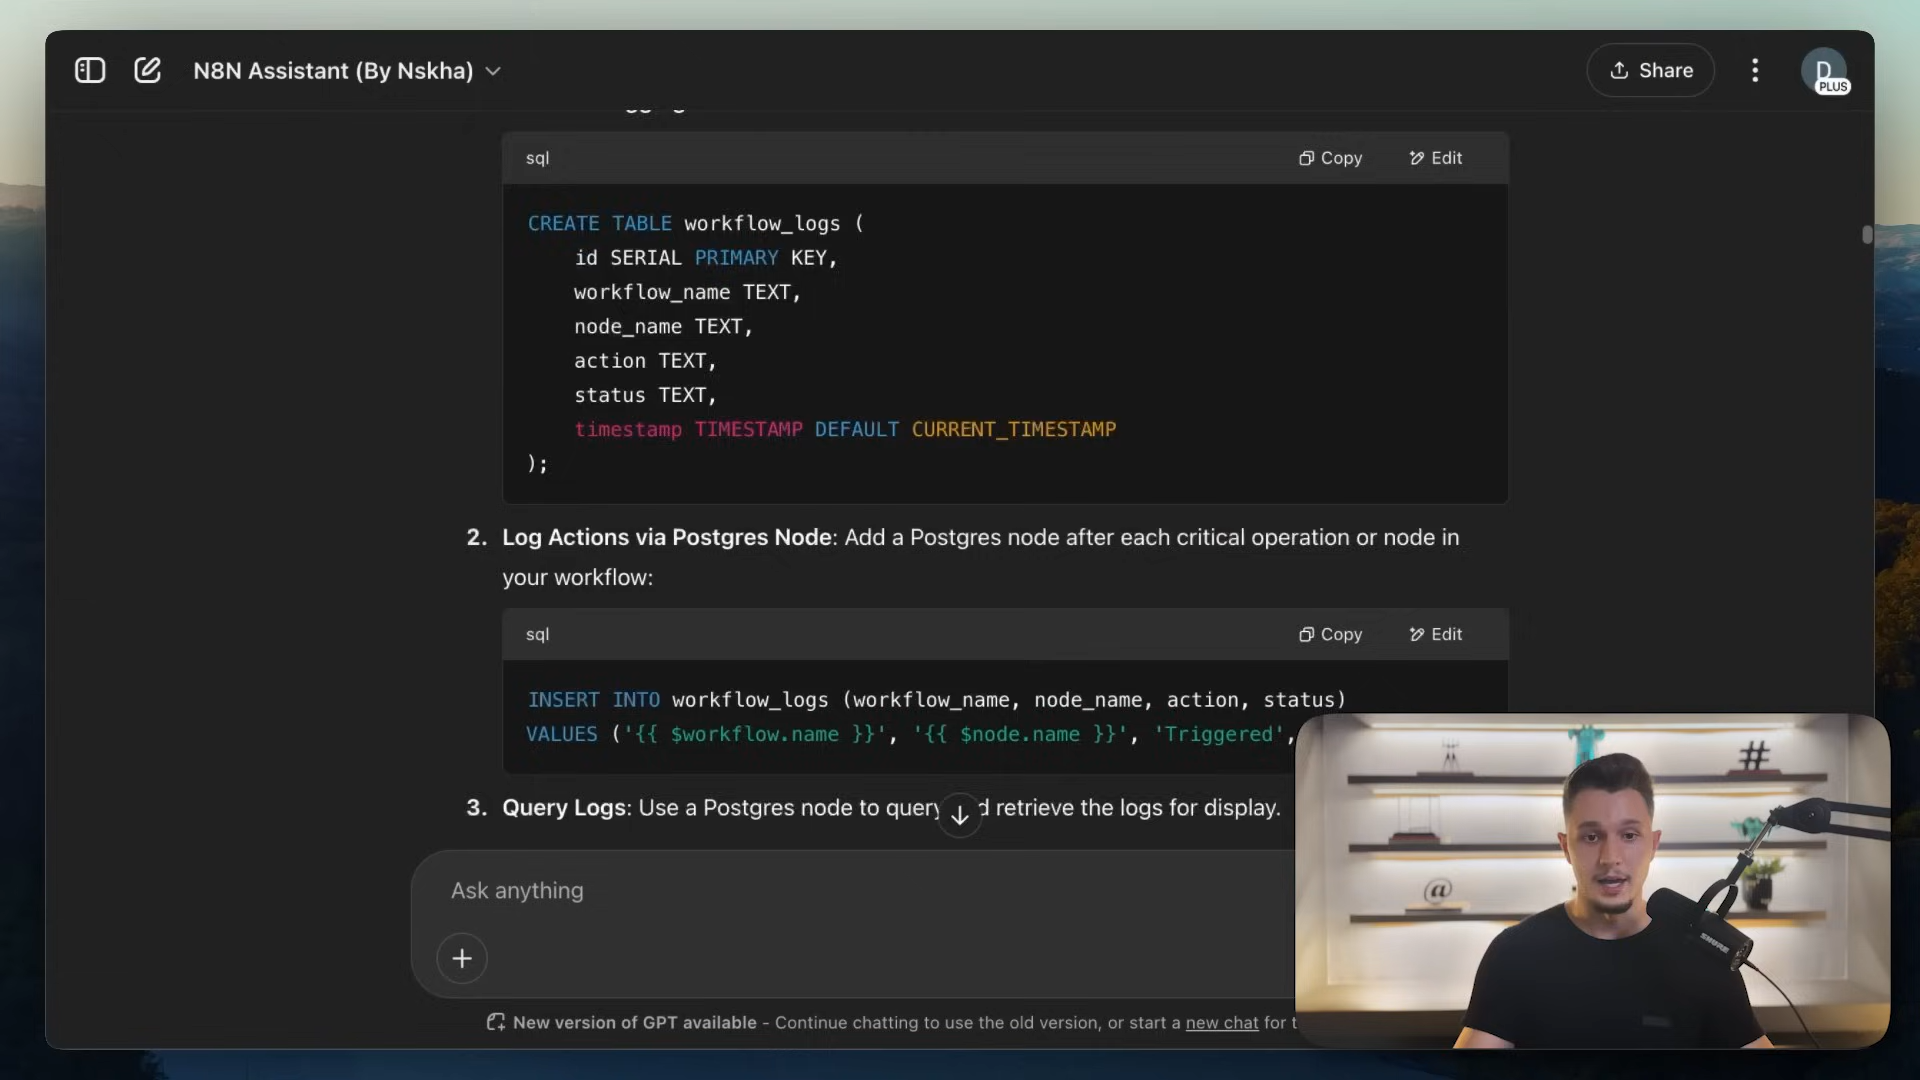 N8N Assistant (By Nskha)
Share
D
PLUS
sql
Copy
Edit
CREATE TABLE workflow_logs (
id SERIAL PRIMARY KEY,
workflow_name TEXT,
node_name TEXT,
action TEXT,
status TEXT,
timestamp TIMESTAMP DEFAULT CURRENT_TIMESTAMP
);
2. Log Actions via Postgres Node: Add a Postgres node after each critical operation or node in
your workflow:
sql
Copy
Edit
INSERT INTO workflow_logs (workflow_name, node_name, action, status)
VALUES ('{{ $workflow.name }}', '{{ $node.name }}', 'Triggered',
3. Query Logs: Use a Postgres node to query d retrieve the logs for display.
Ask anything
New version of GPT available - Continue chatting to use the old version, or start a new chat for t
#
@
SHURE